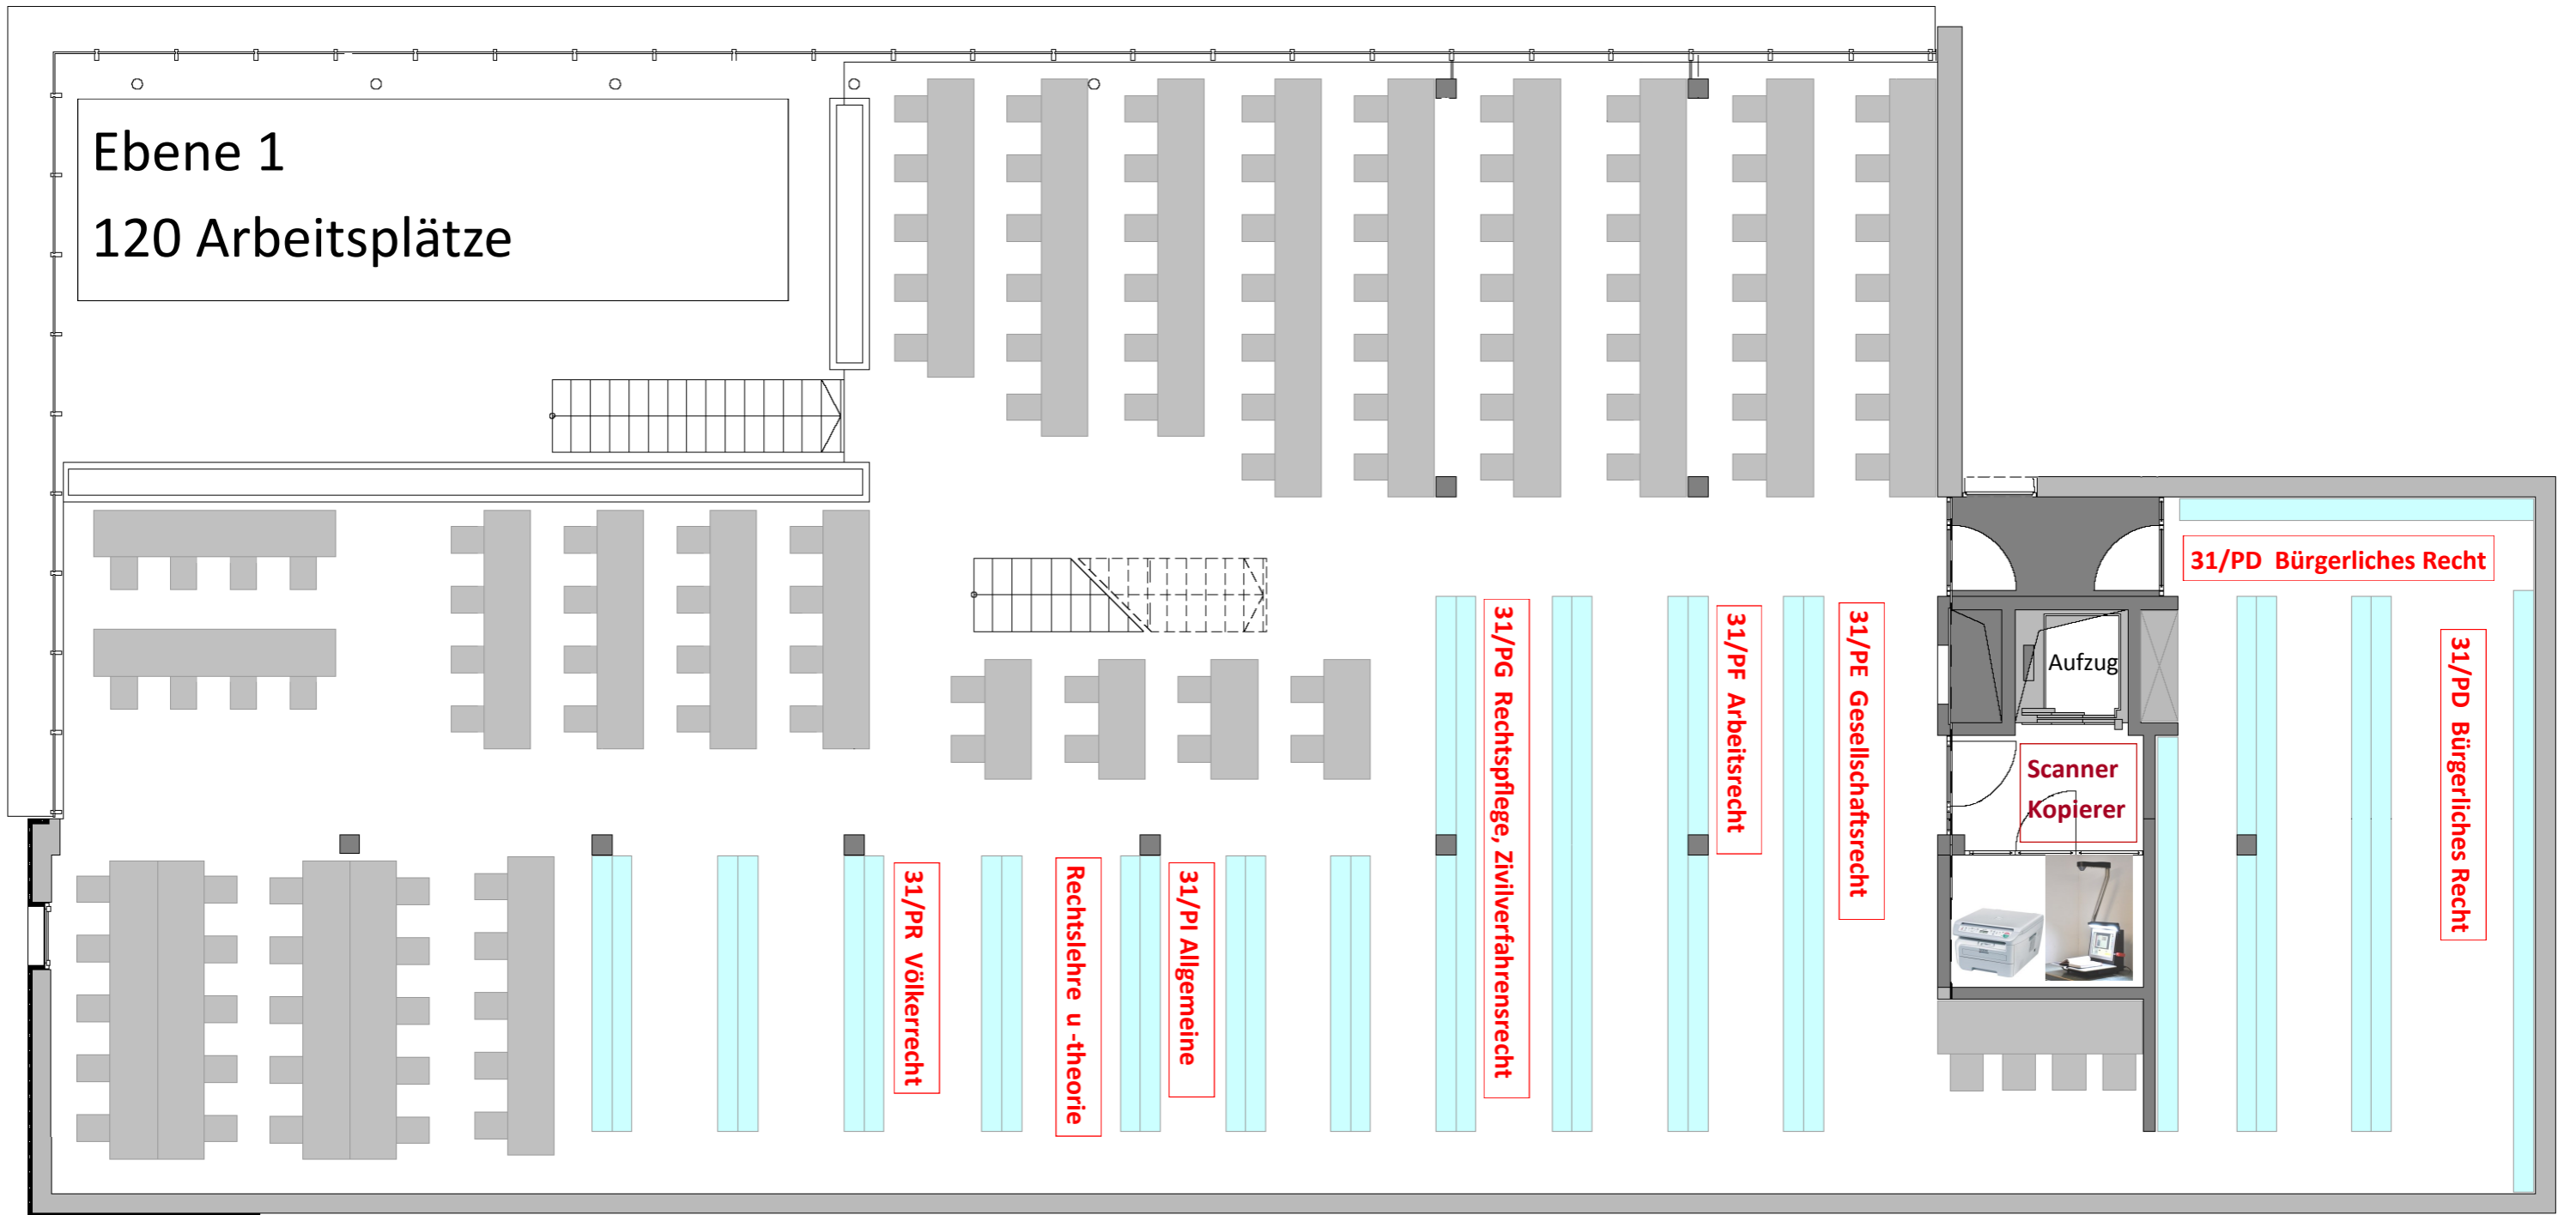 Ebene 1
120 Arbeitsplätze
31/PD Bürgerliches Recht
31/PR Völkerrecht
Rechtslehre u -theorie
31/PI Allgemeine
31/PG Rechtspflege, Zivilverfahrensrecht
31/PF Arbeitsrecht
31/PE Gesellschaftsrecht
Aufzug
Scanner
Kopierer
31/PD Bürgerliches Recht